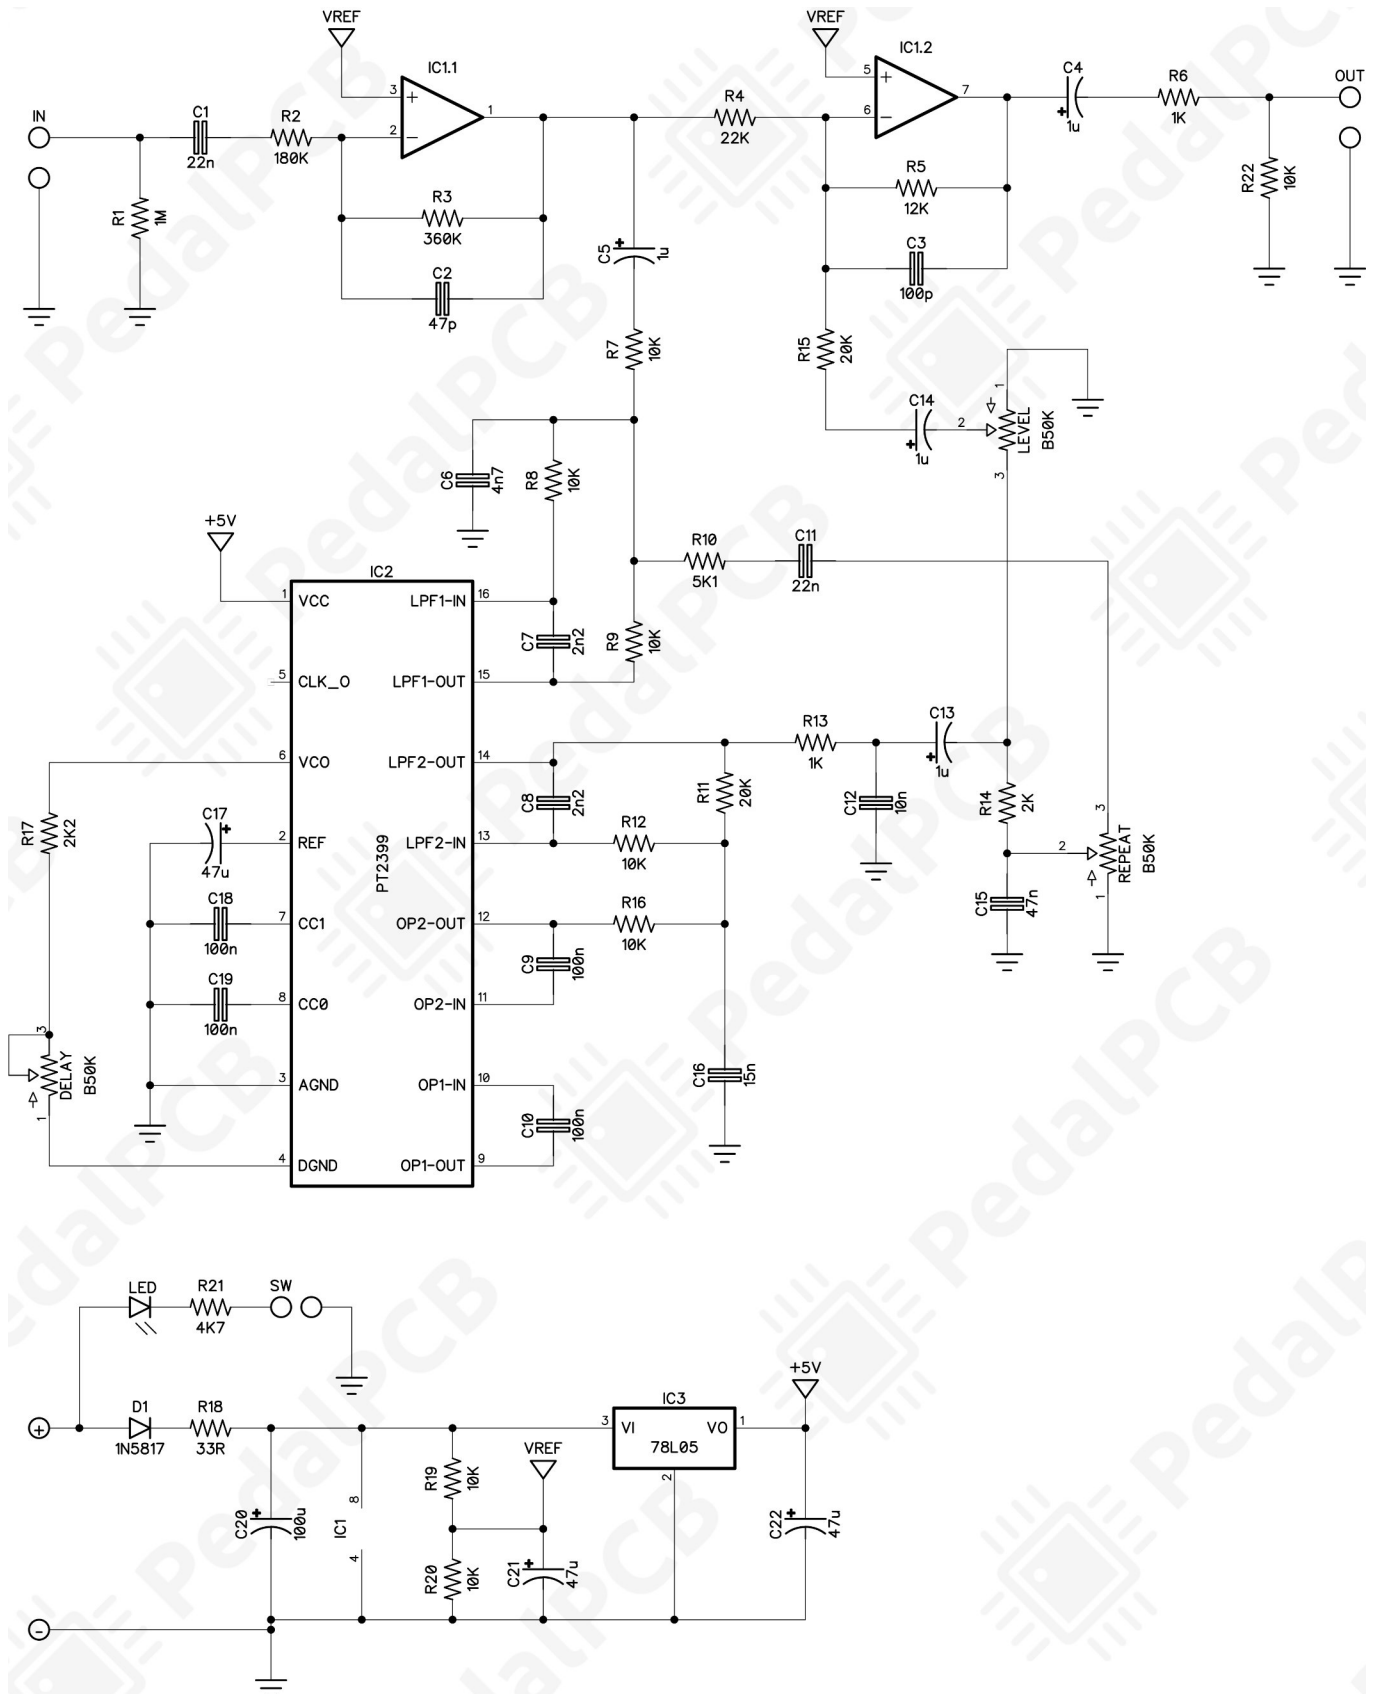 VREF
VREF
IC1.1
IC1.2
3
+
2
−
1
5
+
6
−
7
IN
C1
22n
R2
180K
R1
1M
R3
360K
C2
47p
R4
22K
R5
12K
C3
100p
C4
+
1u
R6
1K
R22
10K
OUT
C5
+
1u
R7
10K
R15
20K
C14
+
1u
2
1
3
LEVEL
B50K
C6
4n7
R8
10K
+5V
IC2
PT2399
1
VCC
5
CLK_O
6
VCO
2
REF
7
CC1
8
CC0
3
AGND
4
DGND
LPF1-IN
16
LPF1-OUT
15
LPF2-OUT
14
LPF2-IN
13
OP2-OUT
12
OP2-IN
11
OP1-IN
10
OP1-OUT
9
C7
2n2
R9
10K
R10
5K1
C11
22n
C8
2n2
R11
20K
R12
10K
R13
1K
C12
10n
C13
+
1u
R14
2K
C15
47n
2
3
1
REPEAT
B50K
R16
10K
C9
100n
C10
100n
C16
15n
R17
2K2
C17
+
47u
C18
100n
C19
100n
3
1
DELAY
B50K
LED
R21
4K7
SW
+
D1
1N5817
R18
33R
C20
+
100u
8
IC1
4
R19
10K
R20
10K
VREF
C21
+
47u
IC3
3
VI
VO
1
78L05
2
+5V
C22
+
47u
−
PedalPCB
PedalPCB
PedalPCB
PedalPCB
PedalPCB
PedalPCB